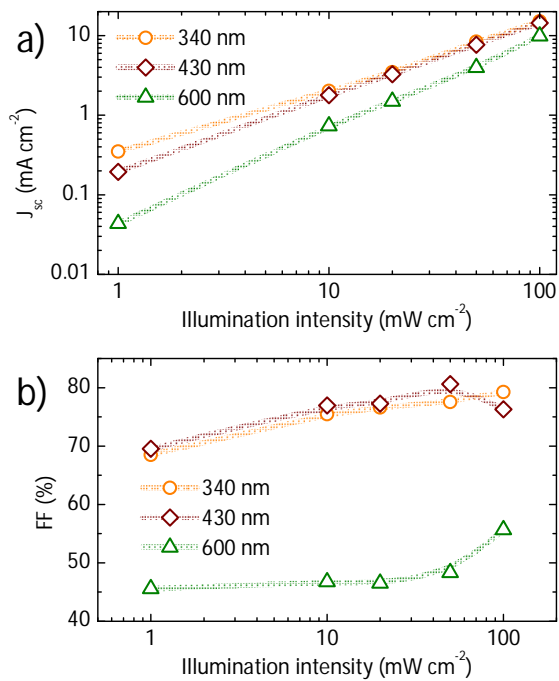 a)
10
1
0.1
0.01
J_sc (mA cm⁻²)
340 nm
430 nm
600 nm
1
10
100
Illumination intensity (mW cm⁻²)
b)
80
70
60
50
40
FF (%)
340 nm
430 nm
600 nm
1
10
100
Illumination intensity (mW cm⁻²)